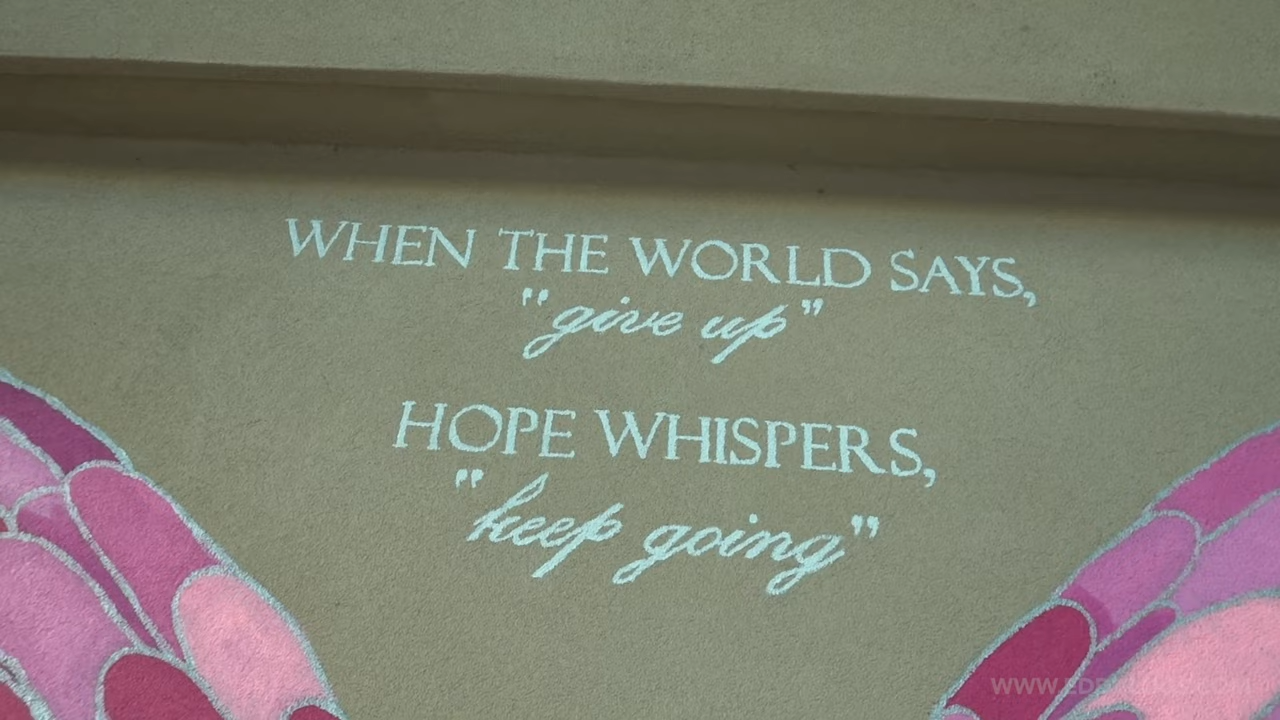 WHEN THE WORLD SAYS,
"give up"
HOPE WHISPERS,
"keep going"